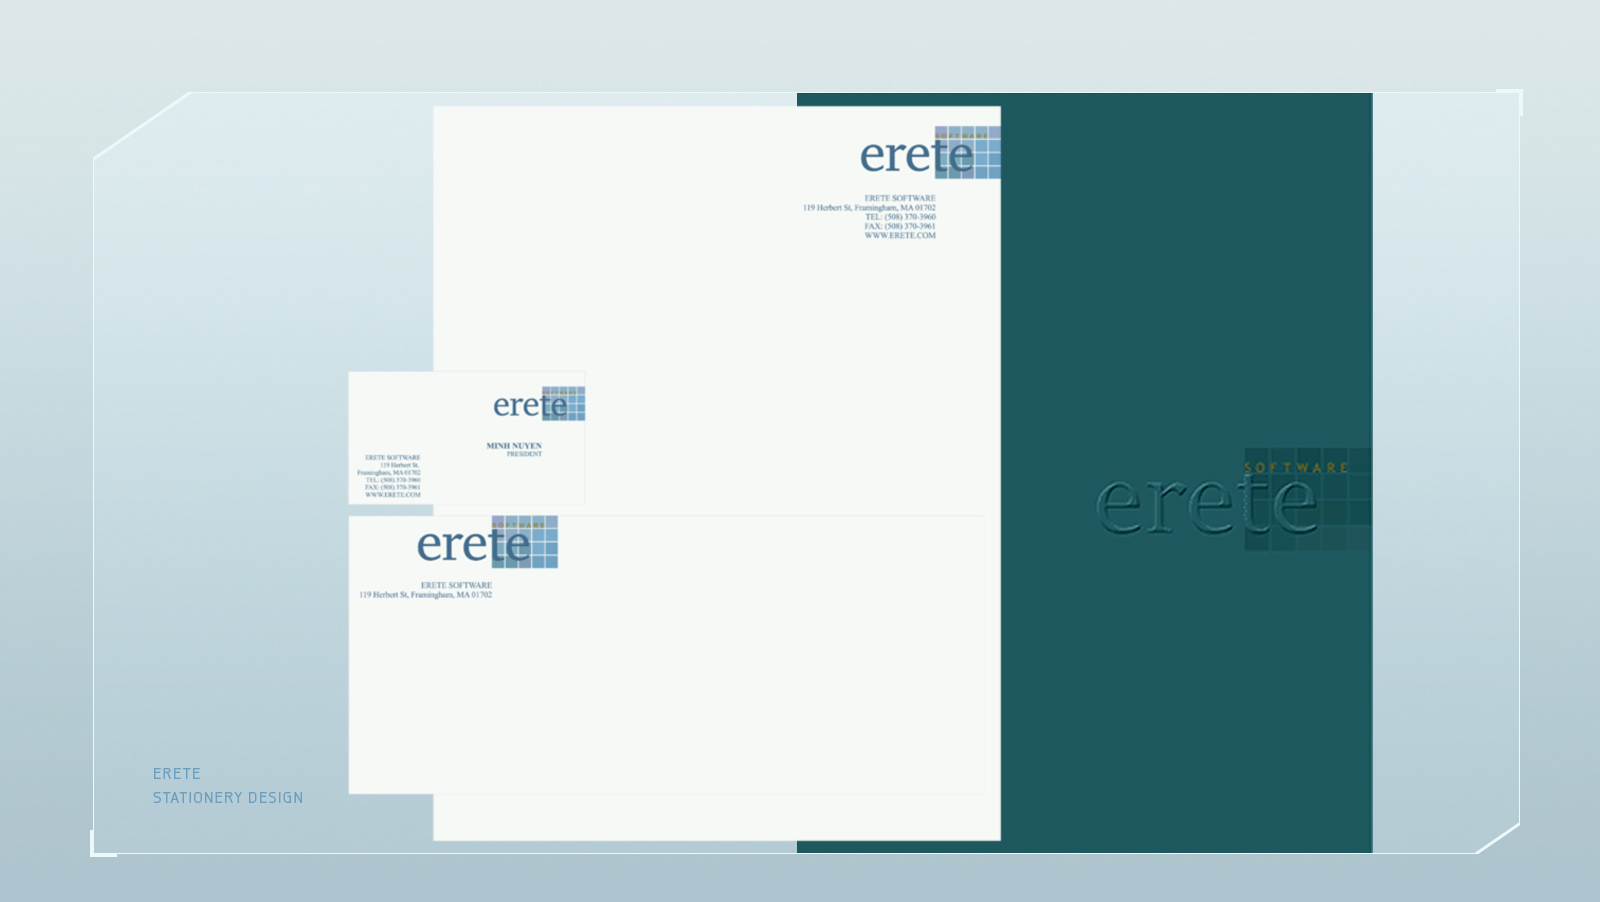 SOFTWARE
erete
ERETE SOFTWARE
119 Herbert St, Framingham, MA 01702
TEL: (508) 370-3960
FAX: (508) 370-3961
WWW.ERETE.COM
SOFTWARE
erete
MINH NUYEN
PRESIDENT
ERETE SOFTWARE
119 Herbert St.
Framingham, MA 01702
TEL: (508) 370-3960
FAX: (508) 370-3961
WWW.ERETE.COM
SOFTWARE
erete
ERETE SOFTWARE
119 Herbert St, Framingham, MA 01702
SOFTWARE
erete
ERETE
STATIONERY DESIGN